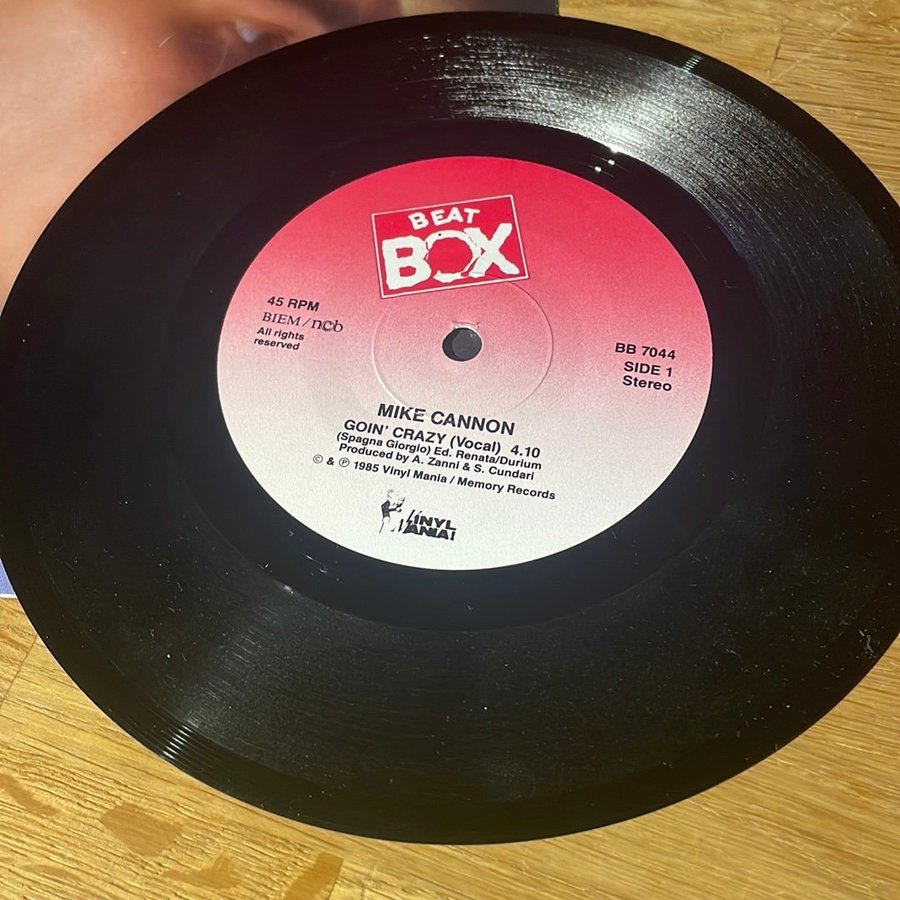 BEAT
BOX
45 RPM
BIEM/ncb
All rights
reserved
BB 7044
SIDE 1
Stereo
MIKE CANNON
GOIN' CRAZY (Vocal) 4.10
(Spagna Giorgio) Ed. Renata/Durium
Produced by A. Zanni & S. Cundari
© & ℗ 1985 Vinyl Mania / Memory Records
VINYL
MANIA!